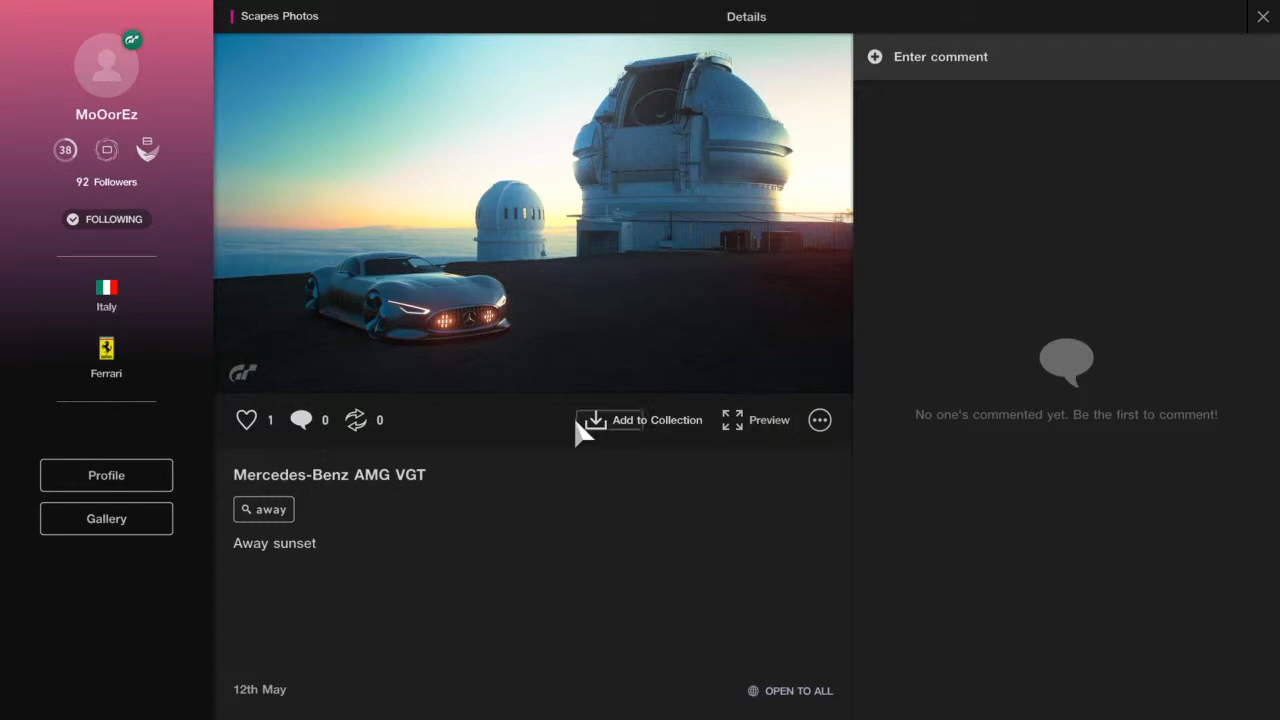 Scapes Photos
Details
MoOorEz
38
92 Followers
FOLLOWING
Italy
Ferrari
Profile
Gallery
1
0
0
Add to Collection
Preview
Mercedes-Benz AMG VGT
away
Away sunset
12th May
OPEN TO ALL
Enter comment
No one's commented yet. Be the first to comment!